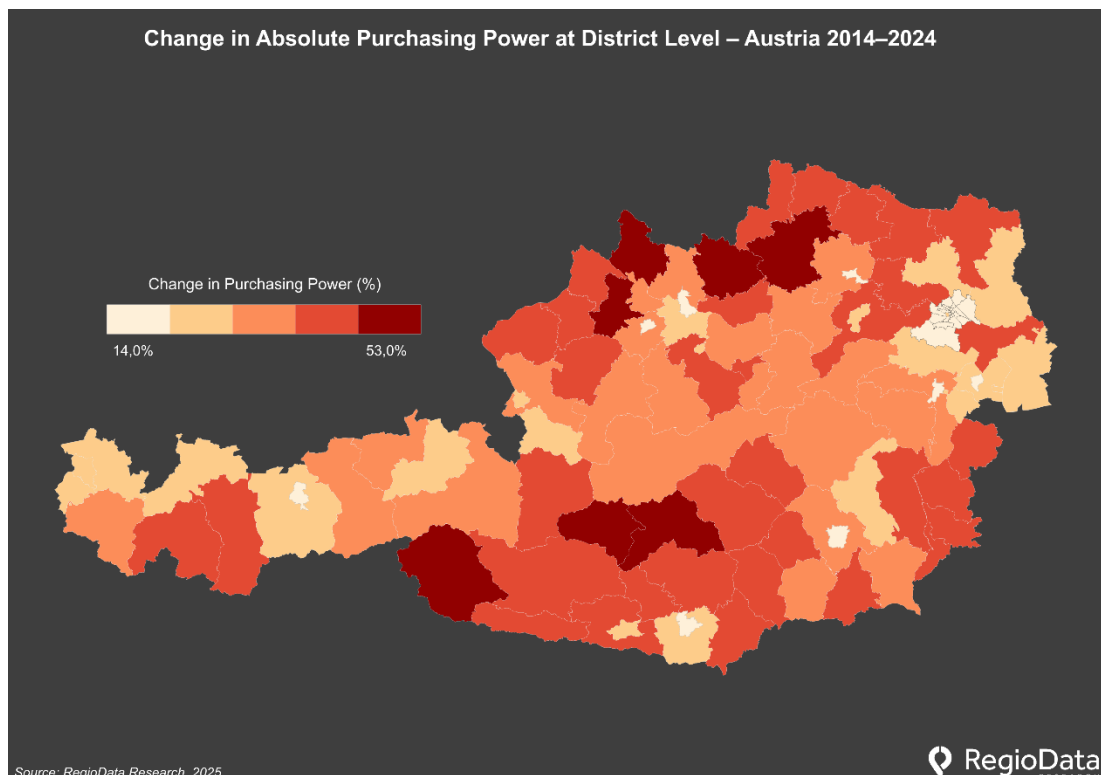 Change in Absolute Purchasing Power at District Level – Austria 2014–2024
Change in Purchasing Power (%)
14,0%
53,0%
Source: RegioData Research, 2025
RegioData